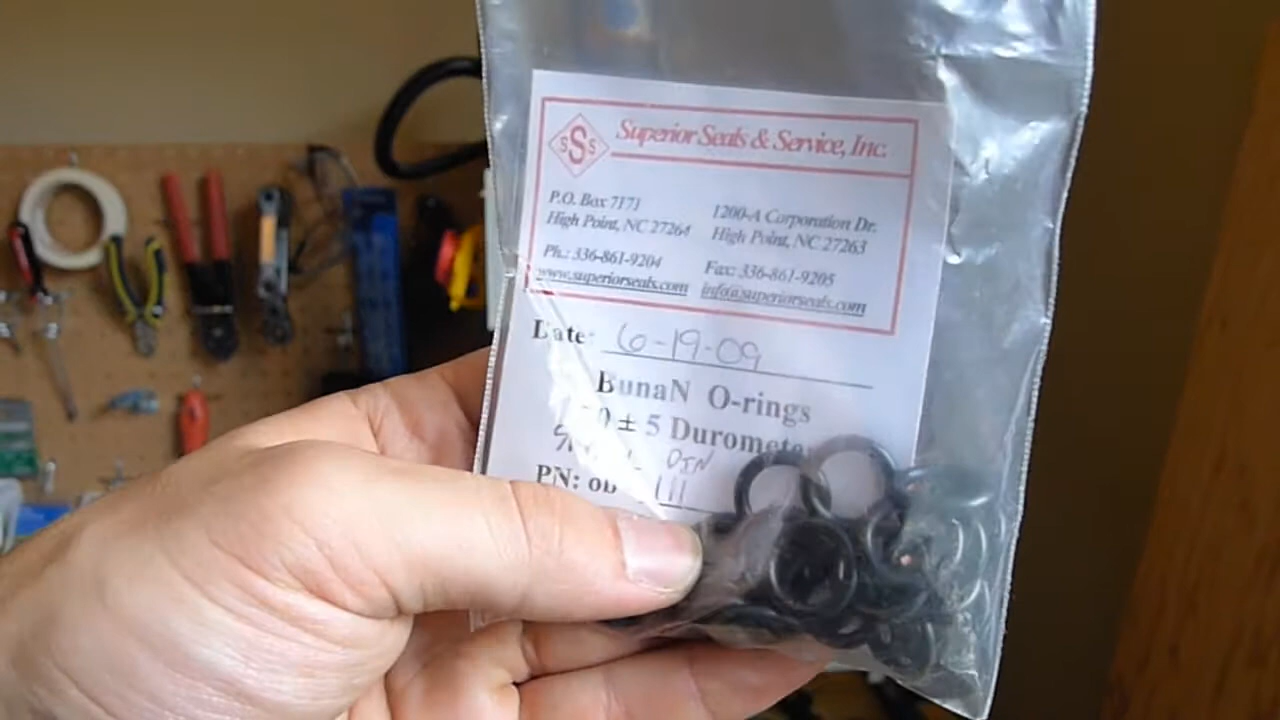 SSS
Superior Seals & Service, Inc.
P.O. Box 7171
High Point, NC 27264
1200-A Corporation Dr.
High Point, NC 27263
Ph.: 336-861-9204
www.superiorseals.com
Fax: 336-861-9205
info@superiorseals.com
Date: 6-19-09
BunaN O-rings
± 5 Duromete
PN: 111